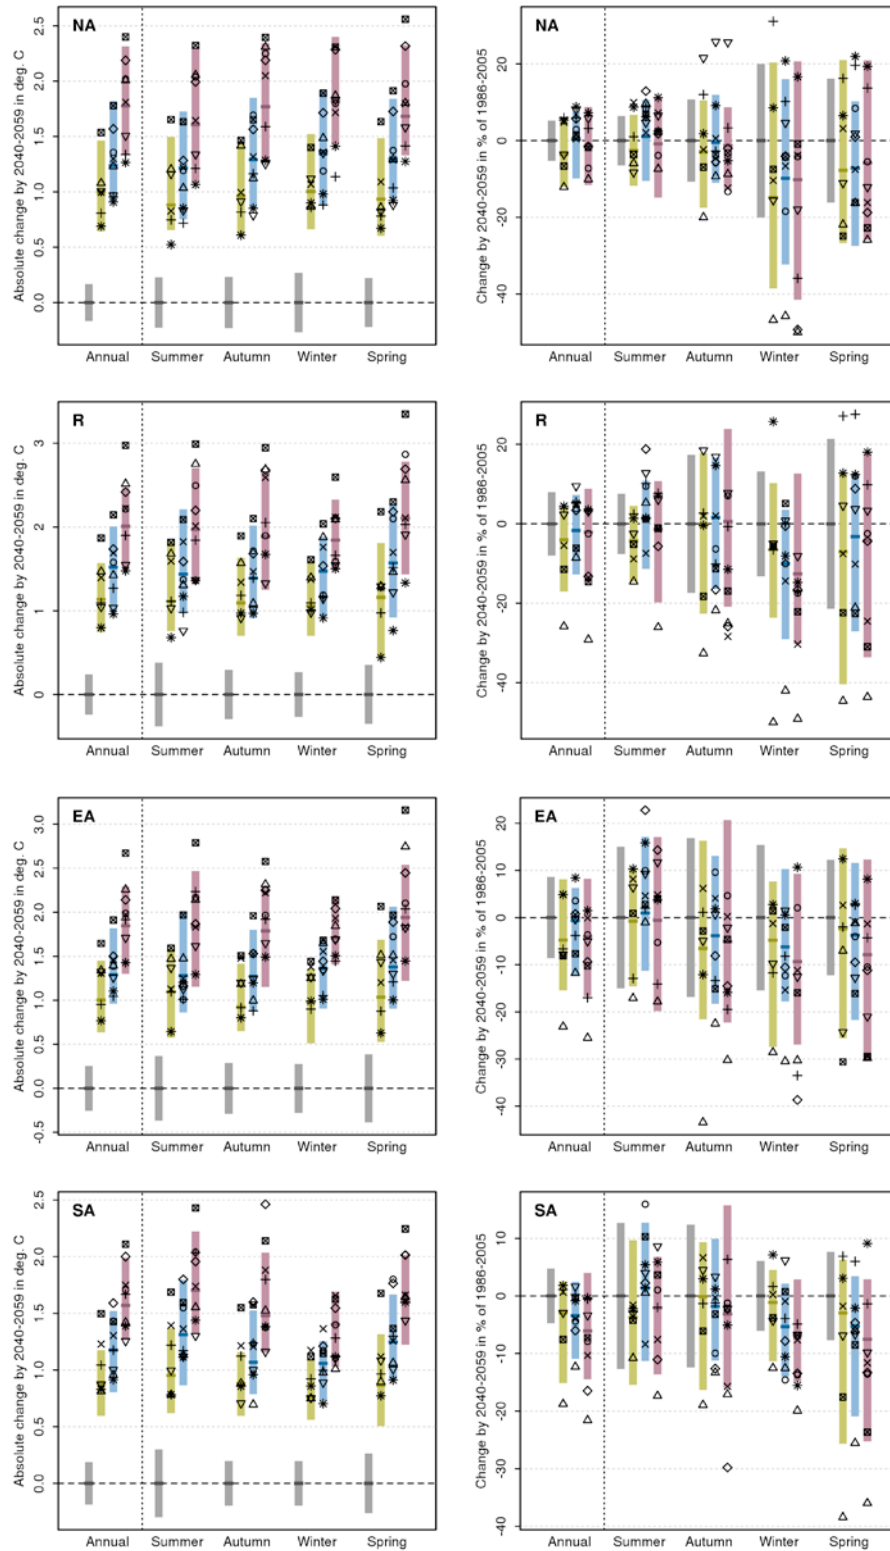 NA
Absolute change by 2040-2059 in deg. C
2.5
2.0
1.5
1.0
0.5
0.0
Annual Summer Autumn Winter Spring
NA
Change by 2040-2059 in % of 1986-2005
20
0
-20
-40
Annual Summer Autumn Winter Spring
R
Absolute change by 2040-2059 in deg. C
3
2
1
0
Annual Summer Autumn Winter Spring
R
Change by 2040-2059 in % of 1986-2005
20
0
-20
-40
Annual Summer Autumn Winter Spring
EA
Absolute change by 2040-2059 in deg. C
3.0
2.5
2.0
1.5
1.0
0.5
0.0
-0.5
Annual Summer Autumn Winter Spring
EA
Change by 2040-2059 in % of 1986-2005
20
10
0
-10
-20
-30
-40
Annual Summer Autumn Winter Spring
SA
Absolute change by 2040-2059 in deg. C
2.5
2.0
1.5
1.0
0.5
0.0
Annual Summer Autumn Winter Spring
SA
Change by 2040-2059 in % of 1986-2005
10
0
-10
-20
-30
-40
Annual Summer Autumn Winter Spring